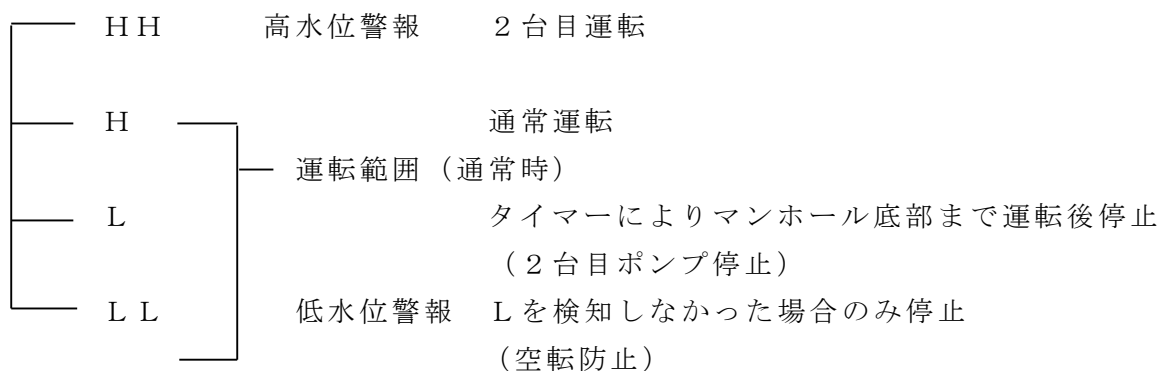 ＨＨ 高水位警報 ２台目運転
Ｈ 通常運転
運転範囲（通常時）
Ｌ タイマーによりマンホール底部まで運転後停止
（２台目ポンプ停止）
ＬＬ 低水位警報 Ｌを検知しなかった場合のみ停止
（空転防止）